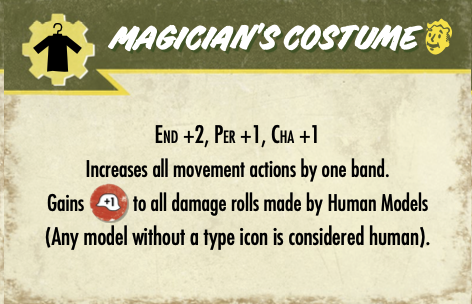 MAGICIAN'S COSTUME
END +2, PER +1, CHA +1
Increases all movement actions by one band.
Gains +1 to all damage rolls made by Human Models
(Any model without a type icon is considered human).